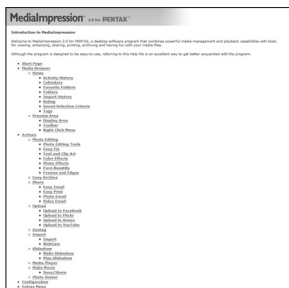 MediaImpression 2.0 for PENTAX
Introduction to MediaImpression
Welcome to MediaImpression 2.0 for PENTAX, a desktop software program that combines powerful media management and playback capabilities with tools
for viewing, enhancing, sharing, printing, archiving and having fun with your media files.
Although the program is designed to be easy-to-use, referring to this Help file is an excellent way to get better acquainted with the program.
Start Page
Media Browser
Views
Activity History
Calendars
Favorite Folders
Folders
Import History
Rating
Saved Selection Criteria
Tags
Preview Area
Display Area
Toolbar
Right-Click Menu
Actions
Photo Editing
Photo Editing Tools
Easy Fix
Text and Clip Art
Color Effects
Photo Effects
Face Beautify
Frames and Edges
Easy Archive
Share
Easy Email
Easy Print
Photo Email
Video Email
Upload
Upload to Facebook
Upload to Flickr
Upload to Vimeo
Upload to YouTube
Geotag
Import
Import
Webcam
Slideshow
Make Slideshow
Play Slideshow
Media Player
Make Movie
Save/Share
Photo Viewer
Configuration
Extras Menu